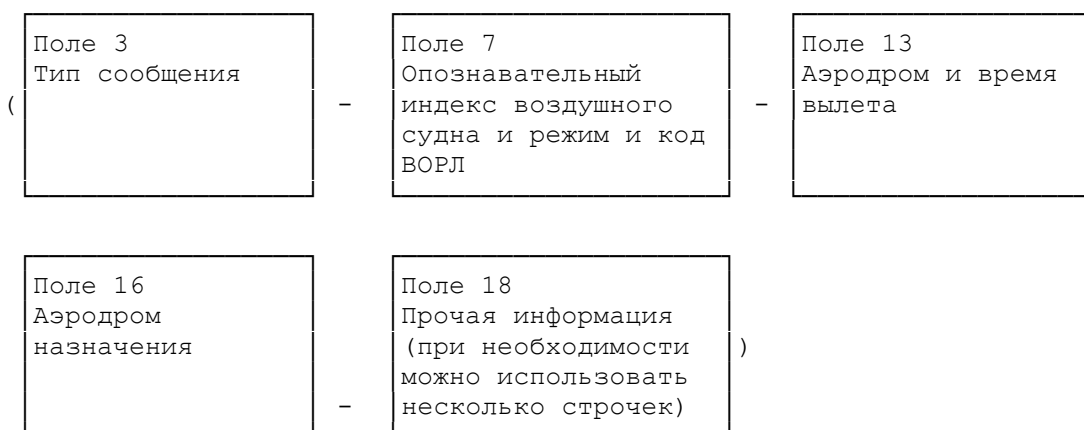 Поле 3
Тип сообщения
(
-
Поле 7
Опознавательный
индекс воздушного
судна и режим и код
ВОРЛ
-
Поле 13
Аэродром и время
вылета
Поле 16
Аэродром
назначения
-
Поле 18
Прочая информация
(при необходимости
можно использовать
несколько строчек)
)